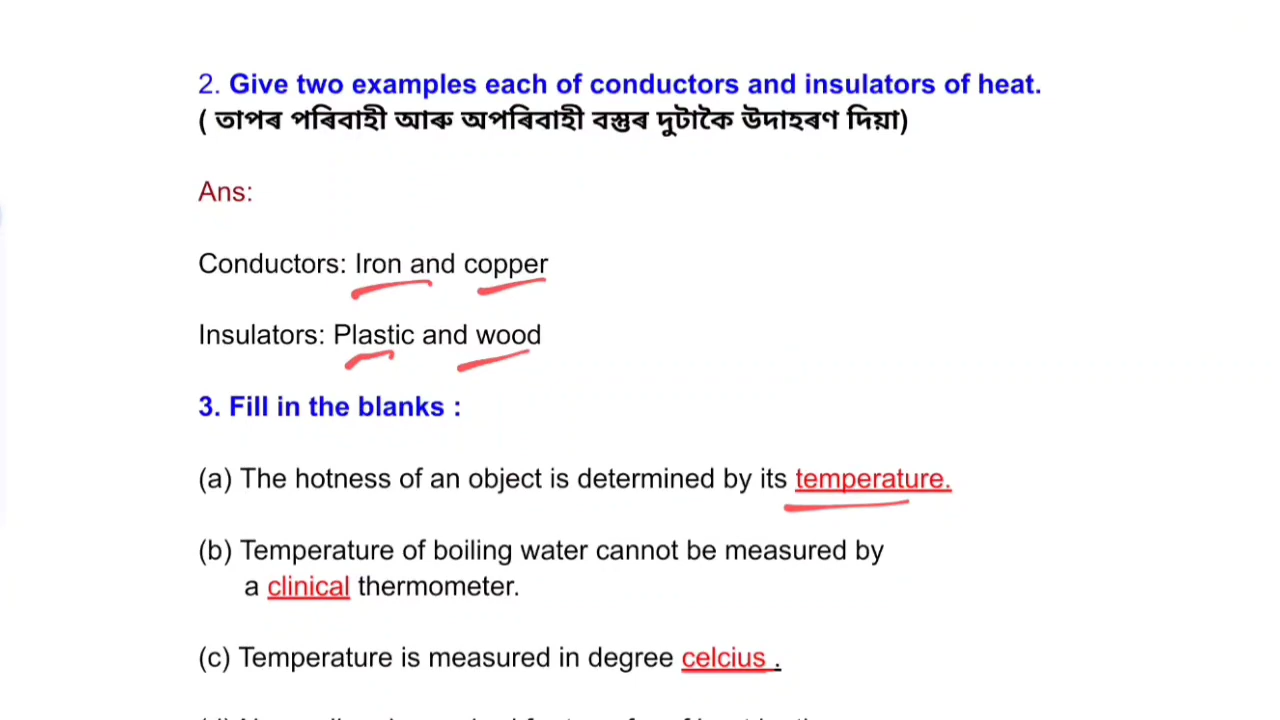 2. Give two examples each of conductors and insulators of heat.
( তাপৰ পৰিবাহী আৰু অপৰিবাহী বস্তুৰ দুটাকৈ উদাহৰণ দিয়া)
Ans:
Conductors: Iron and copper
Insulators: Plastic and wood
3. Fill in the blanks :
(a) The hotness of an object is determined by its temperature.
(b) Temperature of boiling water cannot be measured by
a clinical thermometer.
(c) Temperature is measured in degree celcius .